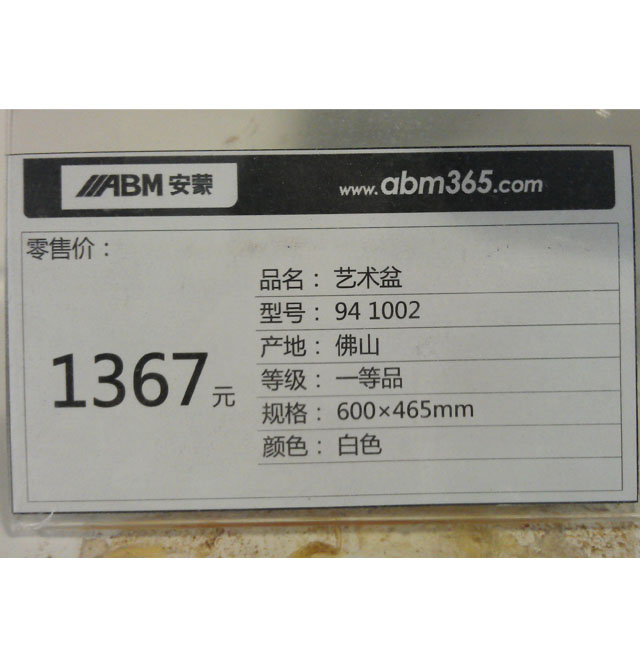 ABM 安蒙
www.abm365.com
零售价：
1367元
品名： 艺术盆
型号： 94 1002
产地： 佛山
等级： 一等品
规格： 600×465mm
颜色： 白色